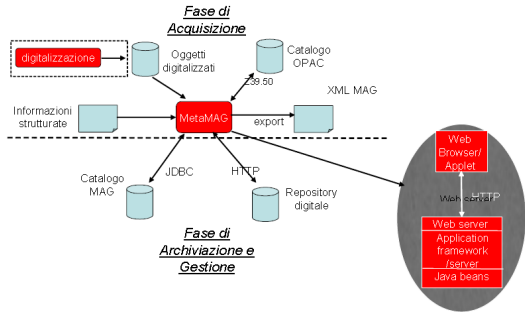 Fase di
Acquisizione
digitalizzazione
Oggetti
digitalizzati
Catalogo
OPAC
Z39.50
XML MAG
Informazioni
strutturate
MetaMAG
export
Catalogo
MAG
JDBC
HTTP
Repository
digitale
Fase di
Archiviazione e
Gestione
Web
Browser/
Applet
HTTP
Web server
Web server
Application
framework
/server
Java beans